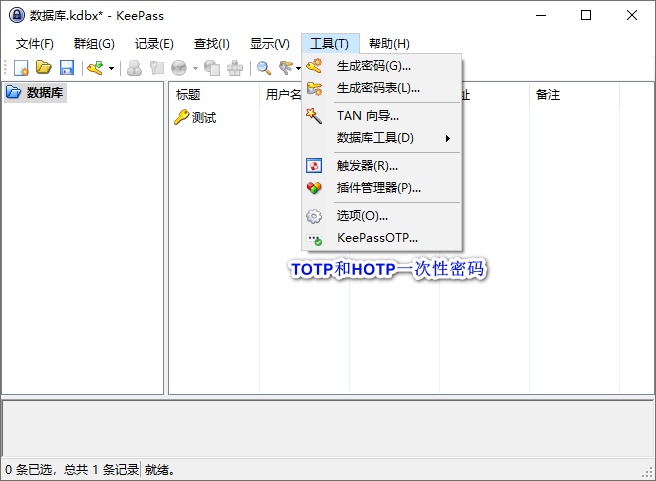 数据库.kdbx* - KeePass
文件(F) 群组(G) 记录(E) 查找(I) 显示(V) 工具(T) 帮助(H)
数据库
标题 用户名 址 备注
测试
生成密码(G)...
生成密码表(L)...
TAN 向导...
数据库工具(D)
触发器(R)...
插件管理器(P)...
选项(O)...
KeePassOTP...
TOTP和HOTP一次性密码
0 条已选，总共 1 条记录 就绪。